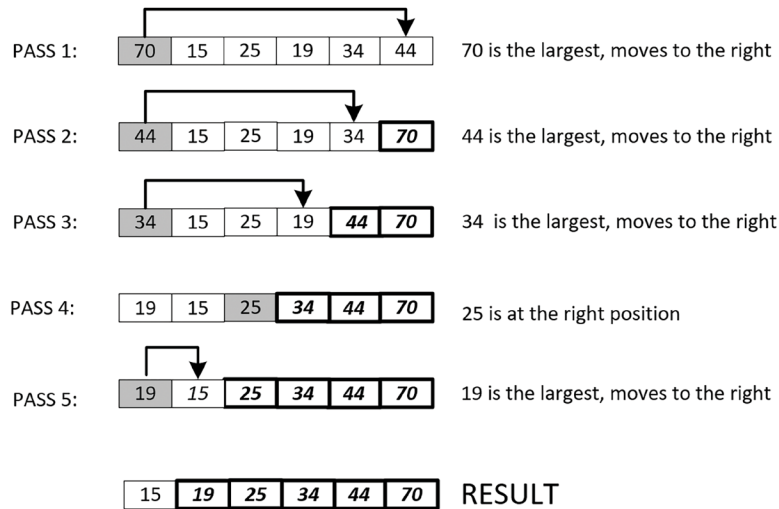 PASS 1: 70 15 25 19 34 44 70 is the largest, moves to the right
PASS 2: 44 15 25 19 34 70 44 is the largest, moves to the right
PASS 3: 34 15 25 19 44 70 34 is the largest, moves to the right
PASS 4: 19 15 25 34 44 70 25 is at the right position
PASS 5: 19 15 25 34 44 70 19 is the largest, moves to the right
15 19 25 34 44 70 RESULT